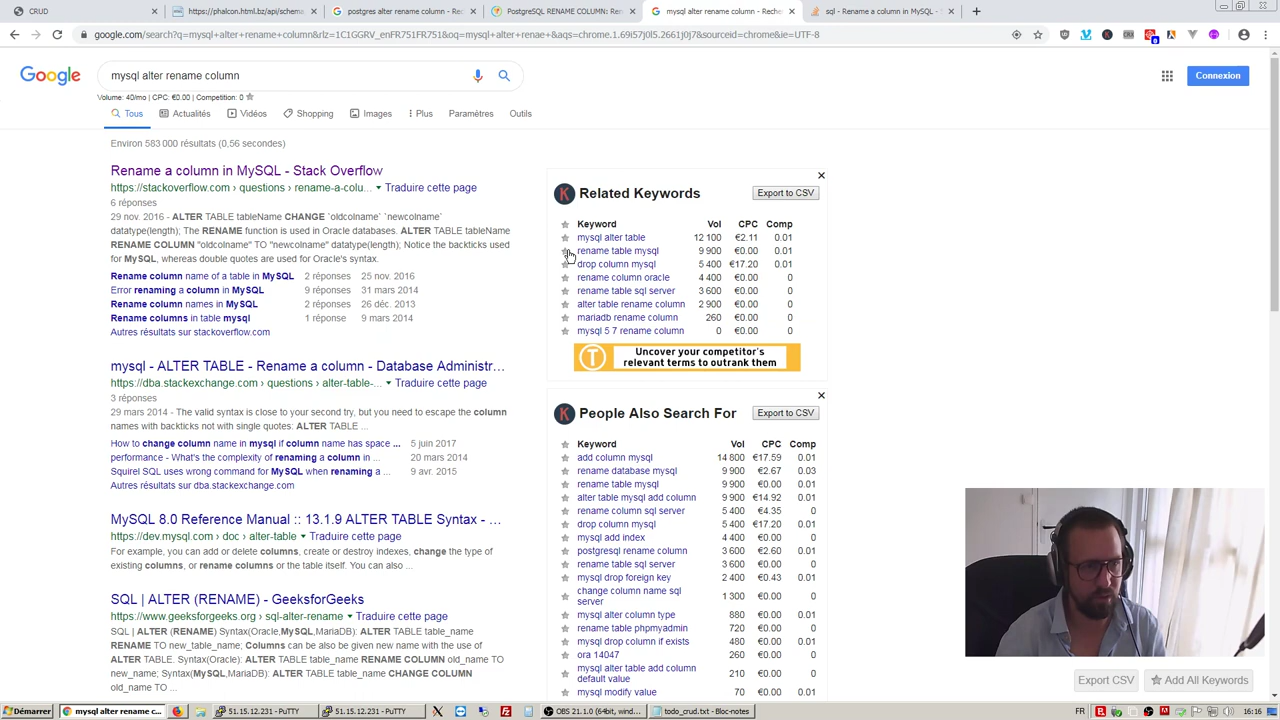 CRUD
https://phalcon.html.bz/api/schema
postgres alter rename column - Rec
PostgreSQL RENAME COLUMN: Ren
mysql alter rename column - Reche
sql - Rename a column in MySQL - S
google.com/search?q=mysql+alter+rename+column&rlz=1C1GGRV_enFR751FR751&oq=mysql+alter+renae+&aqs=chrome.1.69i57j0l5.2661j0j7&sourceid=chrome&ie=UTF-8
Google
mysql alter rename column
Connexion
Volume: 40/mo | CPC: €0.00 | Competition: 0
Tous Actualités Vidéos Shopping Images Plus Paramètres Outils
Environ 583 000 résultats (0,56 secondes)
Rename a column in MySQL - Stack Overflow
https://stackoverflow.com › questions › rename-a-colu... Traduire cette page
6 réponses
29 nov. 2016 - ALTER TABLE tableName CHANGE `oldcolname` `newcolname`
datatype(length); The RENAME function is used in Oracle databases. ALTER TABLE tableName
RENAME COLUMN "oldcolname" TO "newcolname" datatype(length); Notice the backticks used
for MySQL, whereas double quotes are used for Oracle's syntax.
Rename column name of a table in MySQL 2 réponses 25 nov. 2016
Error renaming a column in MySQL 9 réponses 31 mars 2014
Rename column names in MySQL 2 réponses 26 déc. 2013
Rename columns in table mysql 1 réponse 9 mars 2014
Autres résultats sur stackoverflow.com
mysql - ALTER TABLE - Rename a column - Database Administr...
https://dba.stackexchange.com › questions › alter-table-... Traduire cette page
3 réponses
29 mars 2014 - The valid syntax is close to your second try, but you need to escape the column
names with backticks not with single quotes: ALTER TABLE ...
How to change column name in mysql if column name has space ... 5 juin 2017
performance - What's the complexity of renaming a column in ... 20 mars 2014
Squirel SQL uses wrong command for MySQL when renaming a ... 9 avr. 2015
Autres résultats sur dba.stackexchange.com
MySQL 8.0 Reference Manual :: 13.1.9 ALTER TABLE Syntax - ...
https://dev.mysql.com › doc › alter-table Traduire cette page
For example, you can add or delete columns, create or destroy indexes, change the type of
existing columns, or rename columns or the table itself. You can also ...
SQL | ALTER (RENAME) - GeeksforGeeks
https://www.geeksforgeeks.org › sql-alter-rename Traduire cette page
SQL | ALTER (RENAME) Syntax(Oracle,MySQL,MariaDB): ALTER TABLE table_name
RENAME TO new_table_name; Columns can be also be given new name with the use of
ALTER TABLE. Syntax(Oracle): ALTER TABLE table_name RENAME COLUMN old_name TO
new_name; Syntax(MySQL,MariaDB): ALTER TABLE table_name CHANGE COLUMN
old_name TO ...
K Related Keywords Export to CSV
Keyword Vol CPC Comp
mysql alter table 12 100 €2.11 0.01
rename table mysql 9 900 €0.00 0.01
drop column mysql 5 400 €17.20 0.01
rename column oracle 4 400 €0.00 0
rename table sql server 3 600 €0.00 0
alter table rename column 2 900 €0.00 0
mariadb rename column 260 €0.00 0
mysql 5 7 rename column 0 €0.00 0
T Uncover your competitor's
relevant terms to outrank them
K People Also Search For Export to CSV
Keyword Vol CPC Comp
add column mysql 14 800 €17.59 0.01
rename database mysql 9 900 €2.67 0.03
rename table mysql 9 900 €0.00 0.01
alter table mysql add column 9 900 €14.92 0.01
rename column sql server 5 400 €4.35 0
drop column mysql 5 400 €17.20 0.01
mysql add index 4 400 €0.00 0
postgresql rename column 3 600 €2.60 0.01
rename table sql server 3 600 €0.00 0
mysql drop foreign key 2 400 €0.43 0.01
change column name sql
server 1 300 €0.00 0
mysql alter column type 880 €0.00 0.01
rename table phpmyadmin 720 €0.00 0
mysql drop column if exists 480 €0.00 0.01
ora 14047 260 €0.00 0
mysql alter table add column
default value 210 €0.00 0
mysql modify value 70 €0.00 0.01
Export CSV Add All Keywords
Démarrer
mysql alter rename c...
51.15.12.231 - PuTTY
51.15.12.231 - PuTTY
OBS 21.1.0 (64bit, wind...
todo_crud.txt - Bloc-notes
FR
16:16